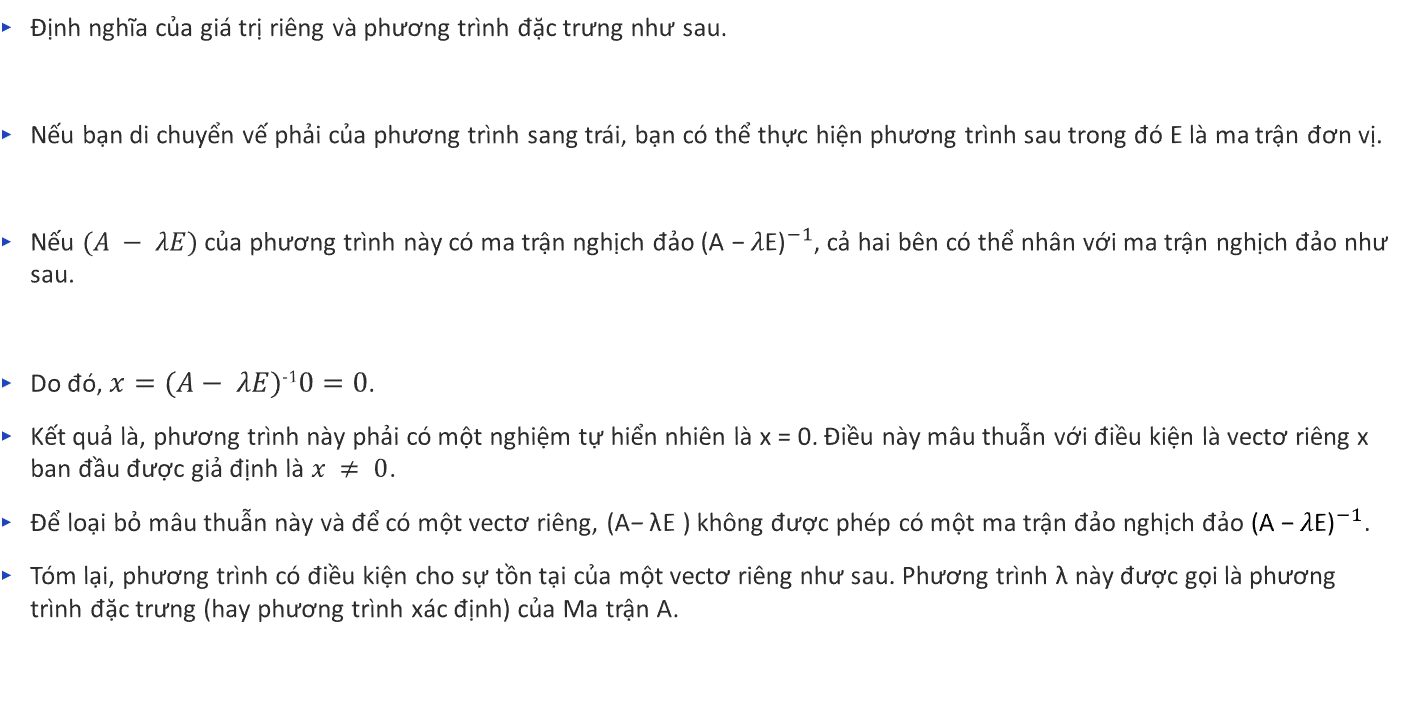 ▸ Định nghĩa của giá trị riêng và phương trình đặc trưng như sau.
▸ Nếu bạn di chuyển vế phải của phương trình sang trái, bạn có thể thực hiện phương trình sau trong đó E là ma trận đơn vị.
▸ Nếu (A − λE) của phương trình này có ma trận nghịch đảo (A − λE)⁻¹, cả hai bên có thể nhân với ma trận nghịch đảo như
sau.
▸ Do đó, x = (A − λE)⁻¹0 = 0.
▸ Kết quả là, phương trình này phải có một nghiệm tự hiển nhiên là x = 0. Điều này mâu thuẫn với điều kiện là vectơ riêng x
ban đầu được giả định là x ≠ 0.
▸ Để loại bỏ mâu thuẫn này và để có một vectơ riêng, (A− λE ) không được phép có một ma trận đảo nghịch đảo (A − λE)⁻¹.
▸ Tóm lại, phương trình có điều kiện cho sự tồn tại của một vectơ riêng như sau. Phương trình λ này được gọi là phương
trình đặc trưng (hay phương trình xác định) của Ma trận A.